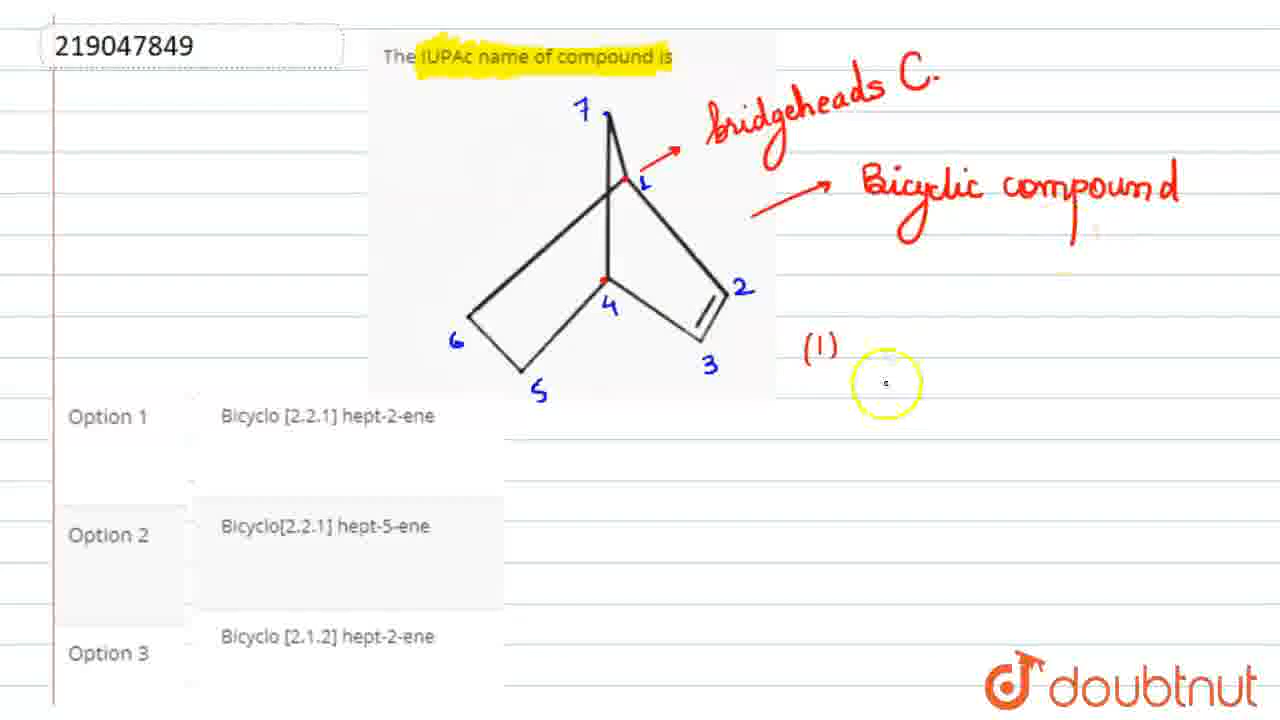 219047849
The IUPAc name of compound is
7
bridgeheads C.
1
Bicyclic compound
2
4
6
3
(1)
5
Option 1
Bicyclo [2.2.1] hept-2-ene
Option 2
Bicyclo[2.2.1] hept-5-ene
Option 3
Bicyclo [2.1.2] hept-2-ene
doubtnut